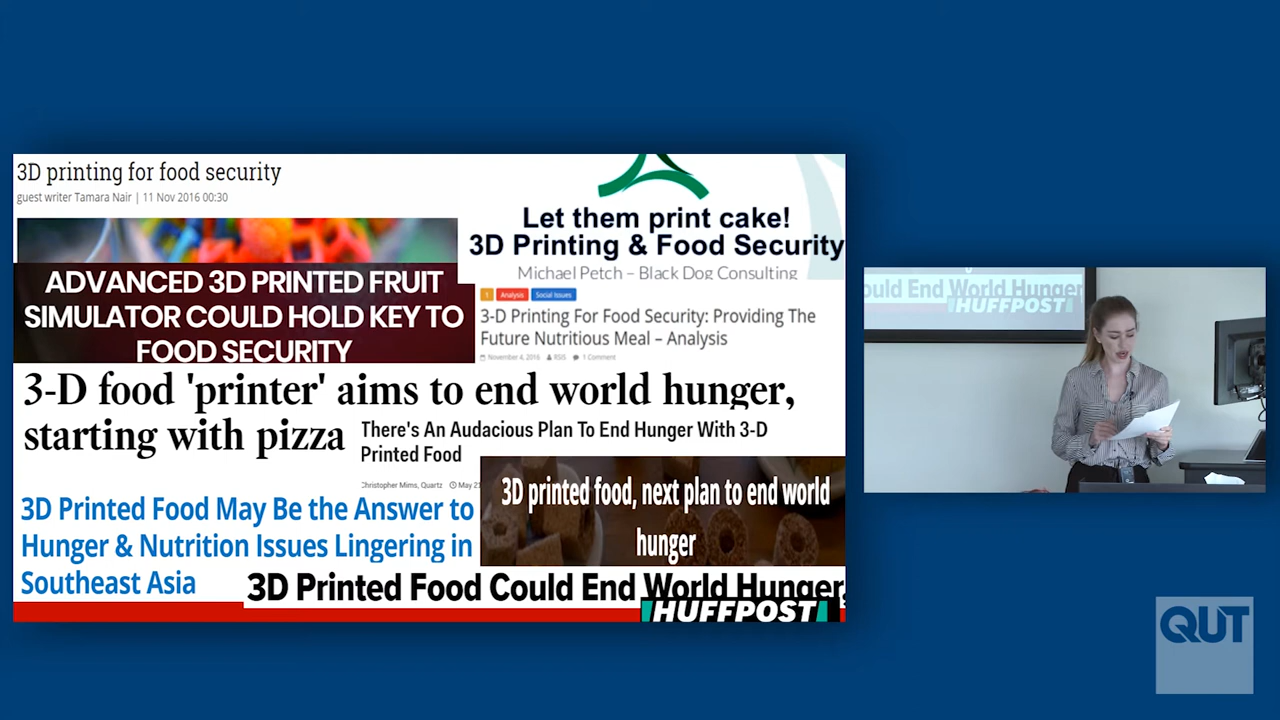 3D printing for food security
guest writer Tamara Nair | 11 Nov 2016 00:30
ADVANCED 3D PRINTED FRUIT
SIMULATOR COULD HOLD KEY TO
FOOD SECURITY
Let them print cake!
3D Printing & Food Security
Michael Petch – Black Dog Consulting
1 Analysis Social Issues
3-D Printing For Food Security: Providing The
Future Nutritious Meal – Analysis
November 4, 2016 RSIS 1 Comment
3-D food 'printer' aims to end world hunger,
starting with pizza
There's An Audacious Plan To End Hunger With 3-D
Printed Food
Christopher Mims, Quartz May 21
3D printed food, next plan to end world
hunger
3D Printed Food May Be the Answer to
Hunger & Nutrition Issues Lingering in
Southeast Asia
3D Printed Food Could End World Hunger,
HUFFPOST
ould End World Hunger
HUFFPOST
QUT